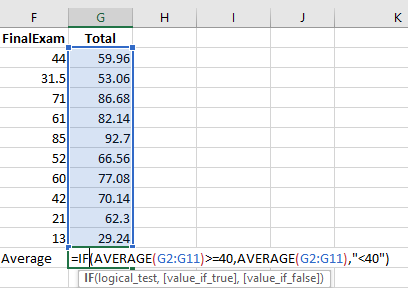 F G H I J K
FinalExam Total
44 59.96
31.5 53.06
71 86.68
61 82.14
85 92.7
52 66.56
60 77.08
42 70.14
21 62.3
13 29.24
Average =IF(AVERAGE(G2:G11)>=40,AVERAGE(G2:G11),"<40")
IF(logical_test, [value_if_true], [value_if_false])